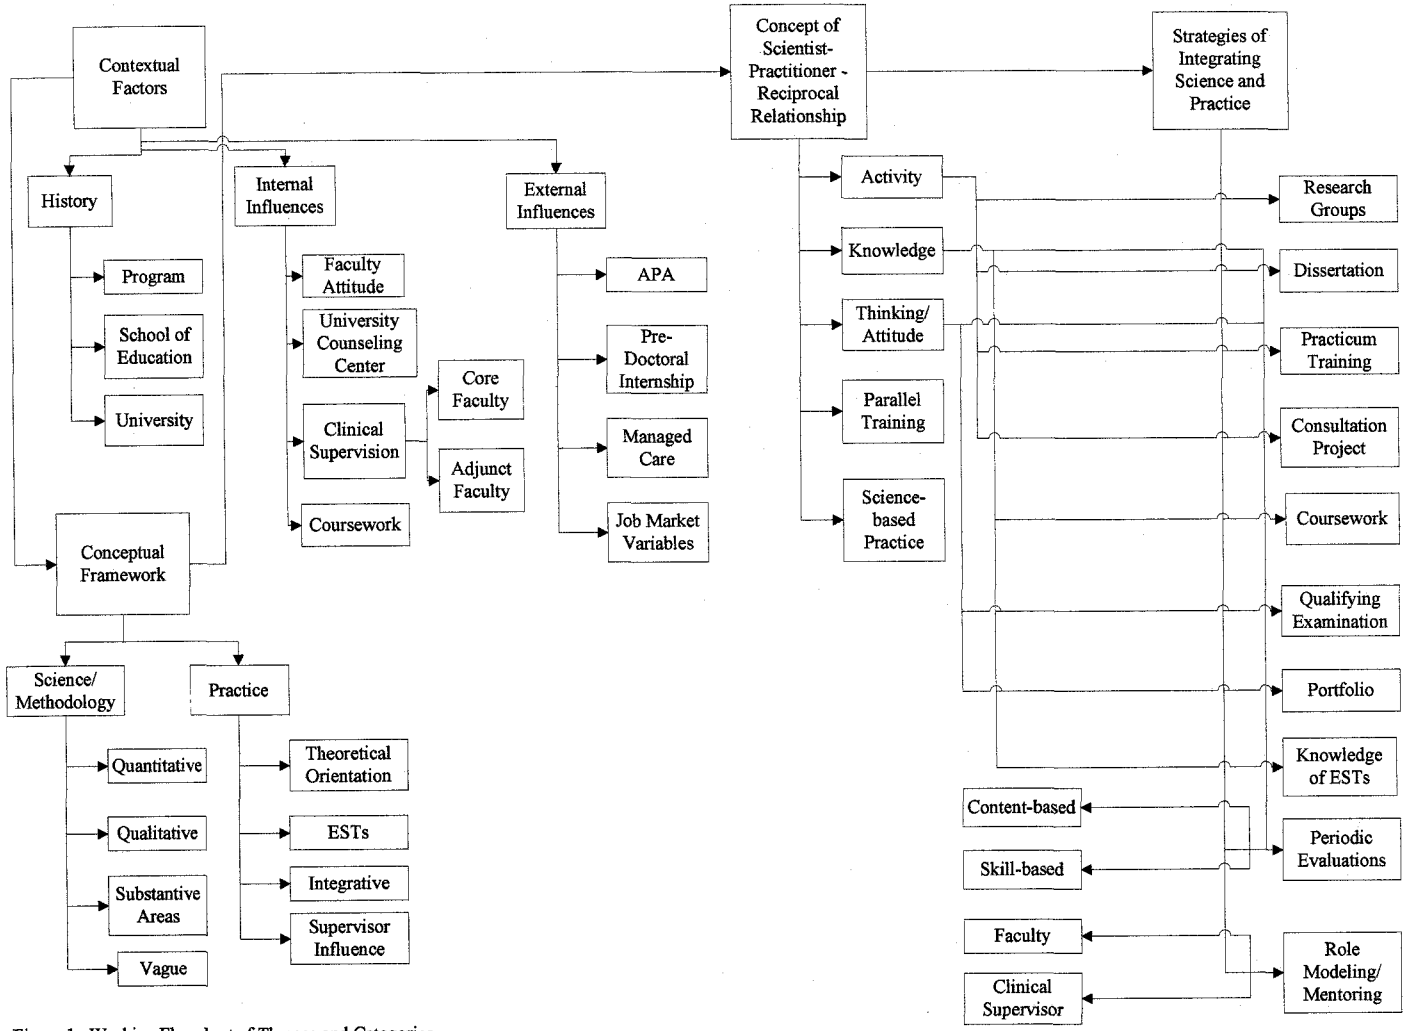 Contextual
Factors
Concept of
Scientist-
Practitioner -
Reciprocal
Relationship
Strategies of
Integrating
Science and
Practice
History
Internal
Influences
External
Influences
Program
School of
Education
University
Faculty
Attitude
University
Counseling
Center
Clinical
Supervision
Core
Faculty
Adjunct
Faculty
Coursework
APA
Pre-
Doctoral
Internship
Managed
Care
Job Market
Variables
Activity
Knowledge
Thinking/
Attitude
Parallel
Training
Science-
based
Practice
Research
Groups
Dissertation
Practicum
Training
Consultation
Project
Coursework
Qualifying
Examination
Portfolio
Knowledge
of ESTs
Periodic
Evaluations
Role
Modeling/
Mentoring
Content-based
Skill-based
Faculty
Clinical
Supervisor
Conceptual
Framework
Science/
Methodology
Practice
Quantitative
Qualitative
Substantive
Areas
Vague
Theoretical
Orientation
ESTs
Integrative
Supervisor
Influence